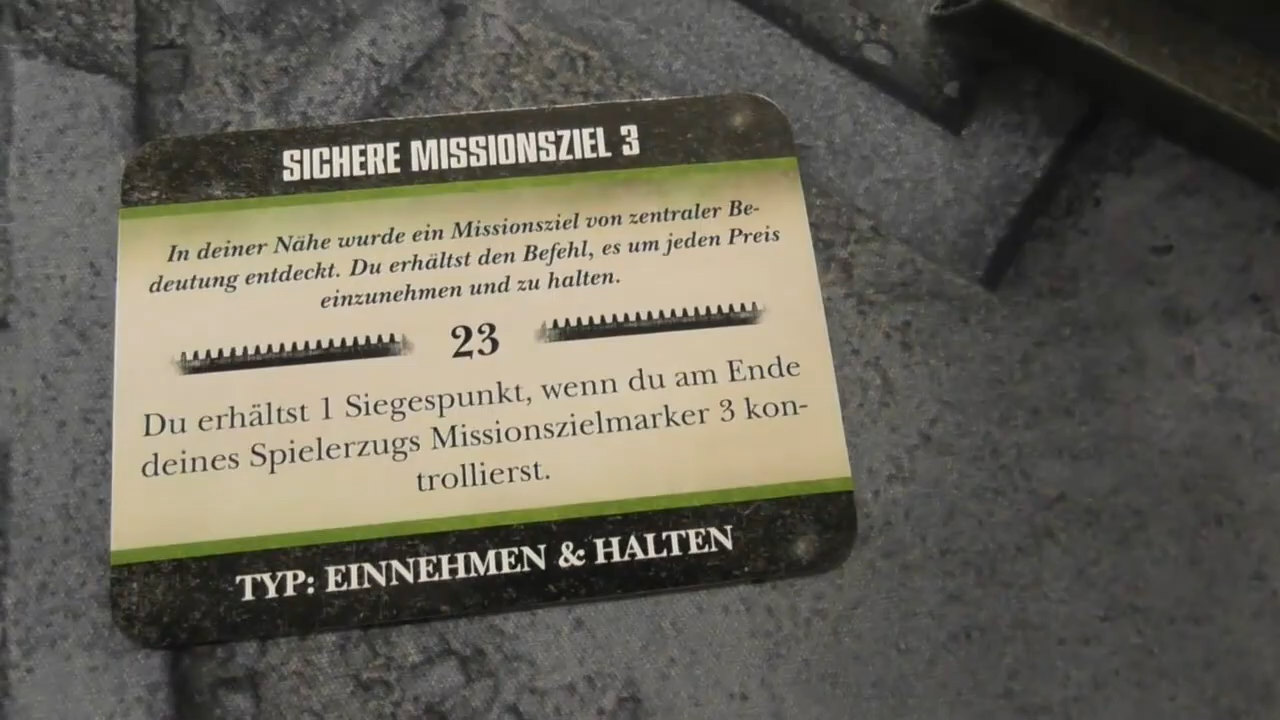 SICHERE MISSIONSZIEL 3
In deiner Nähe wurde ein Missionsziel von zentraler Be-
deutung entdeckt. Du erhältst den Befehl, es um jeden Preis
einzunehmen und zu halten.
23
Du erhältst 1 Siegespunkt, wenn du am Ende
deines Spielerzugs Missionszielmarker 3 kon-
trollierst.
TYP: EINNEHMEN & HALTEN